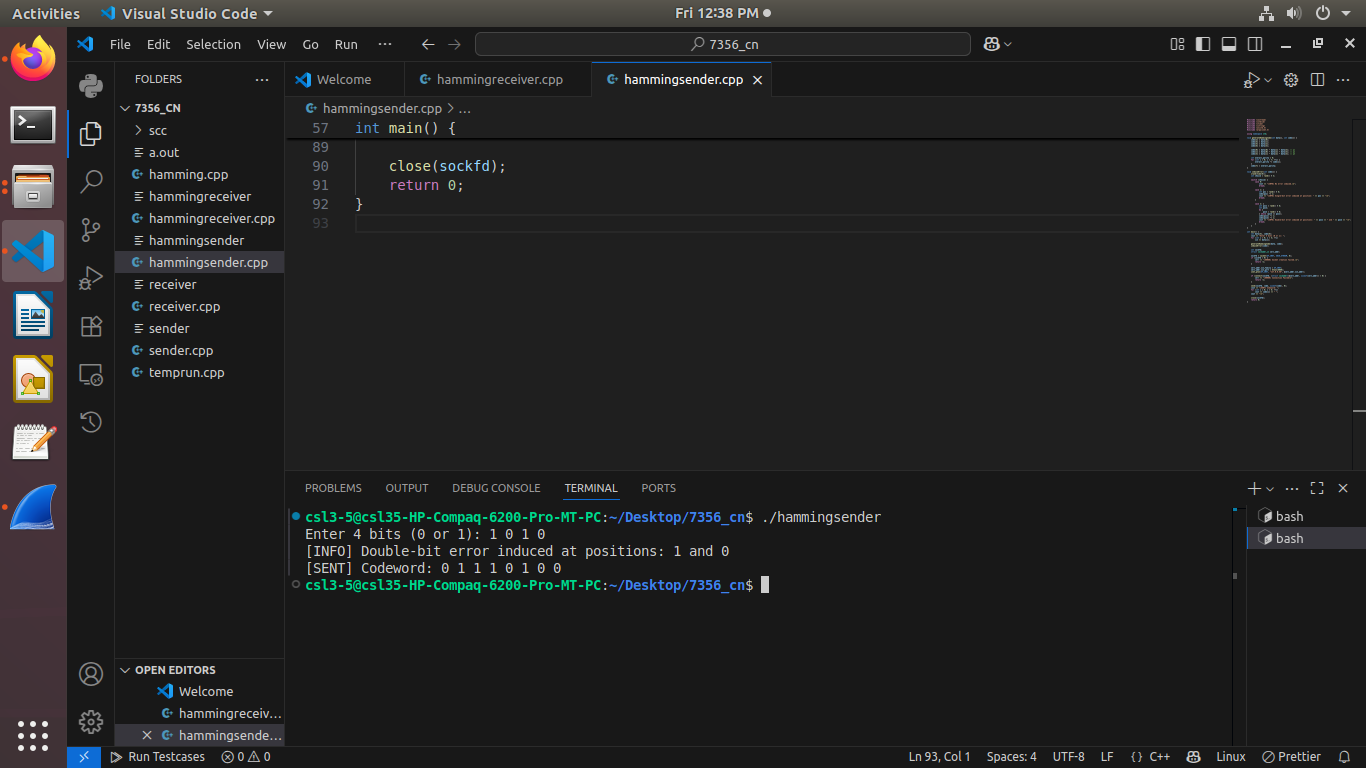 Activities Visual Studio Code Fri 12:38 PM
File Edit Selection View Go Run ··· 7356_cn
FOLDERS ···
7356_CN
scc
a.out
hamming.cpp
hammingreceiver
hammingreceiver.cpp
hammingsender
hammingsender.cpp
receiver
receiver.cpp
sender
sender.cpp
temprun.cpp
OPEN EDITORS
Welcome
hammingreceiv...
hammingsende...
Welcome hammingreceiver.cpp hammingsender.cpp
hammingsender.cpp > ...
57 int main() {
89
90 close(sockfd);
91 return 0;
92 }
93
PROBLEMS OUTPUT DEBUG CONSOLE TERMINAL PORTS
csl3-5@csl35-HP-Compaq-6200-Pro-MT-PC:~/Desktop/7356_cn$ ./hammingsender
Enter 4 bits (0 or 1): 1 0 1 0
[INFO] Double-bit error induced at positions: 1 and 0
[SENT] Codeword: 0 1 1 1 0 1 0 0
csl3-5@csl35-HP-Compaq-6200-Pro-MT-PC:~/Desktop/7356_cn$
bash
bash
Run Testcases 0 0 Ln 93, Col 1 Spaces: 4 UTF-8 LF {} C++ Linux Prettier